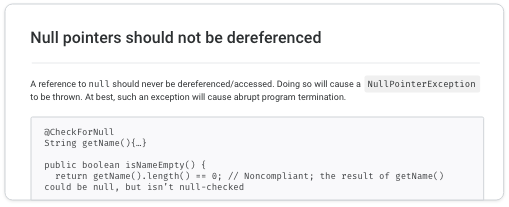 Null pointers should not be dereferenced
A reference to null should never be dereferenced/accessed. Doing so will cause a NullPointerException
to be thrown. At best, such an exception will cause abrupt program termination.
@CheckForNull
String getName(){…}
public boolean isNameEmpty() {
  return getName().length() == 0; // Noncompliant; the result of getName()
could be null, but isn't null-checked